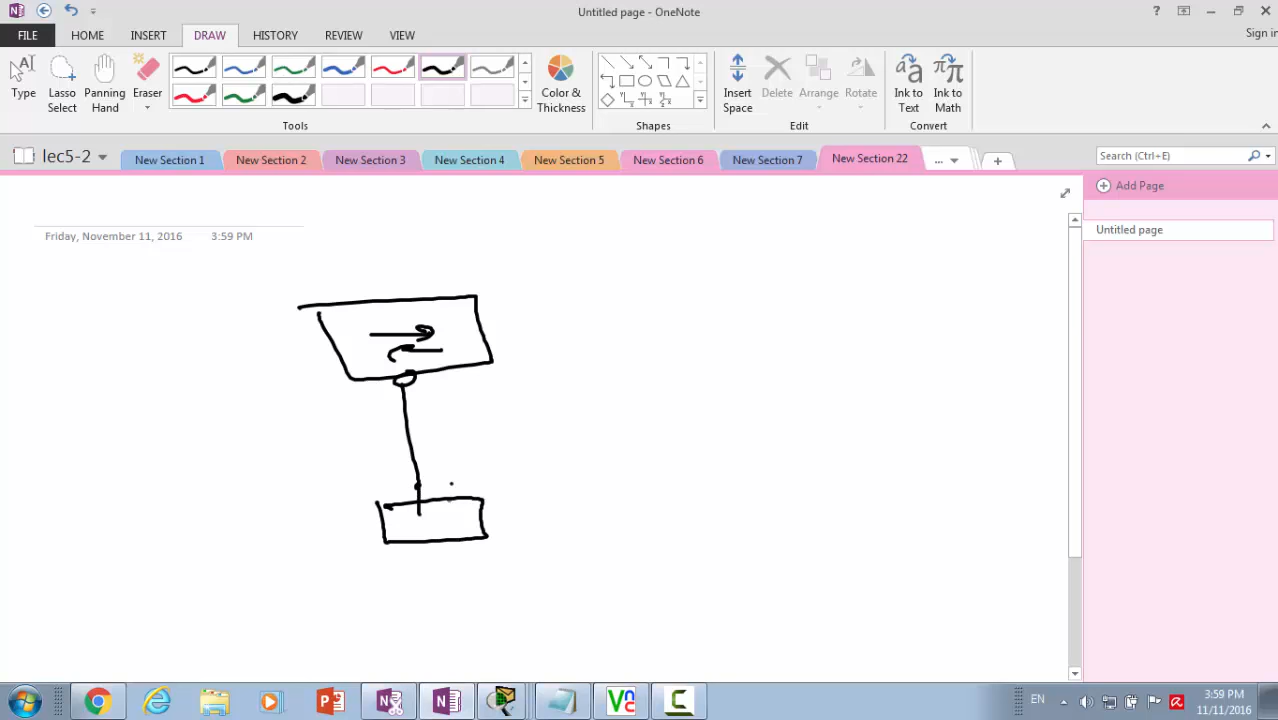 Untitled page - OneNote
?
FILE HOME INSERT DRAW HISTORY REVIEW VIEW
Sign in
Type
Lasso Select
Panning Hand
Eraser
Color & Thickness
Insert Space
Delete
Arrange
Rotate
Ink to Text
Ink to Math
Tools
Shapes
Edit
Convert
lec5-2
New Section 1
New Section 2
New Section 3
New Section 4
New Section 5
New Section 6
New Section 7
New Section 22
...
Search (Ctrl+E)
Add Page
Untitled page
Friday, November 11, 2016 3:59 PM
EN
3:59 PM
11/11/2016